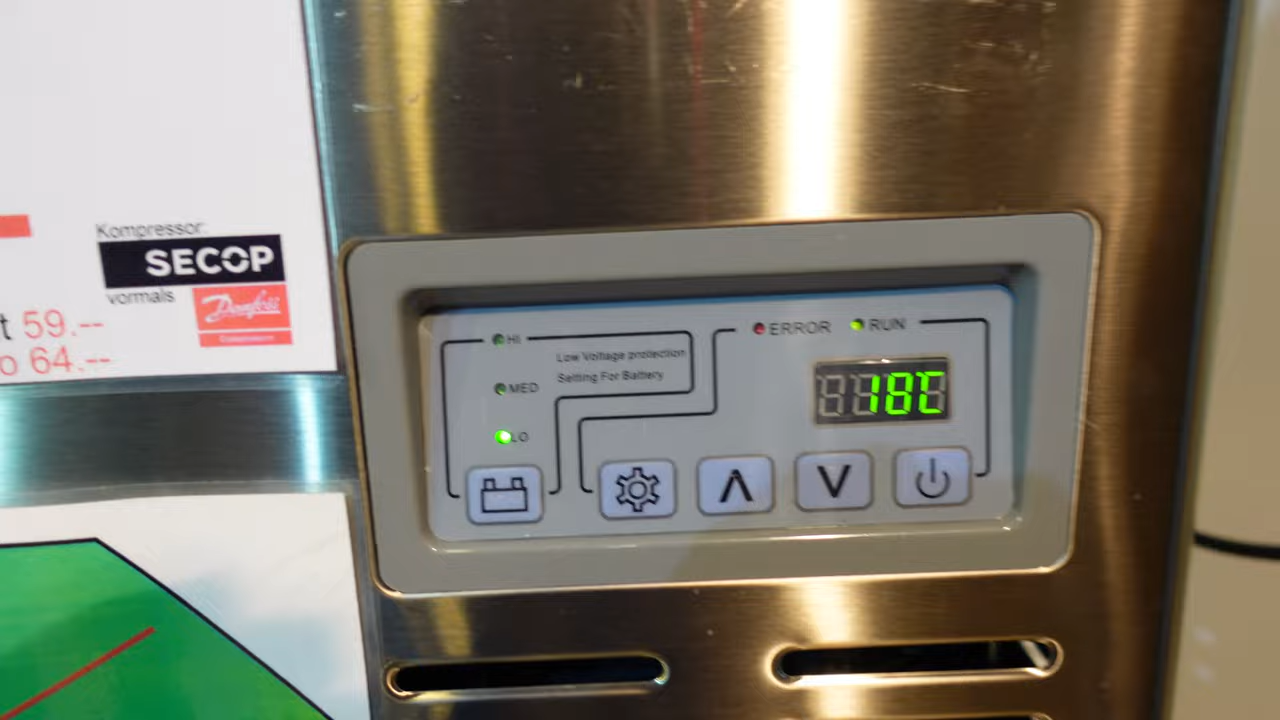 Kompressor:
SECOP
vormals
Danfoss
t 59.--
o 64.--
HI
Low Voltage protection
Setting For Battery
MED
LO
ERROR
RUN
18C